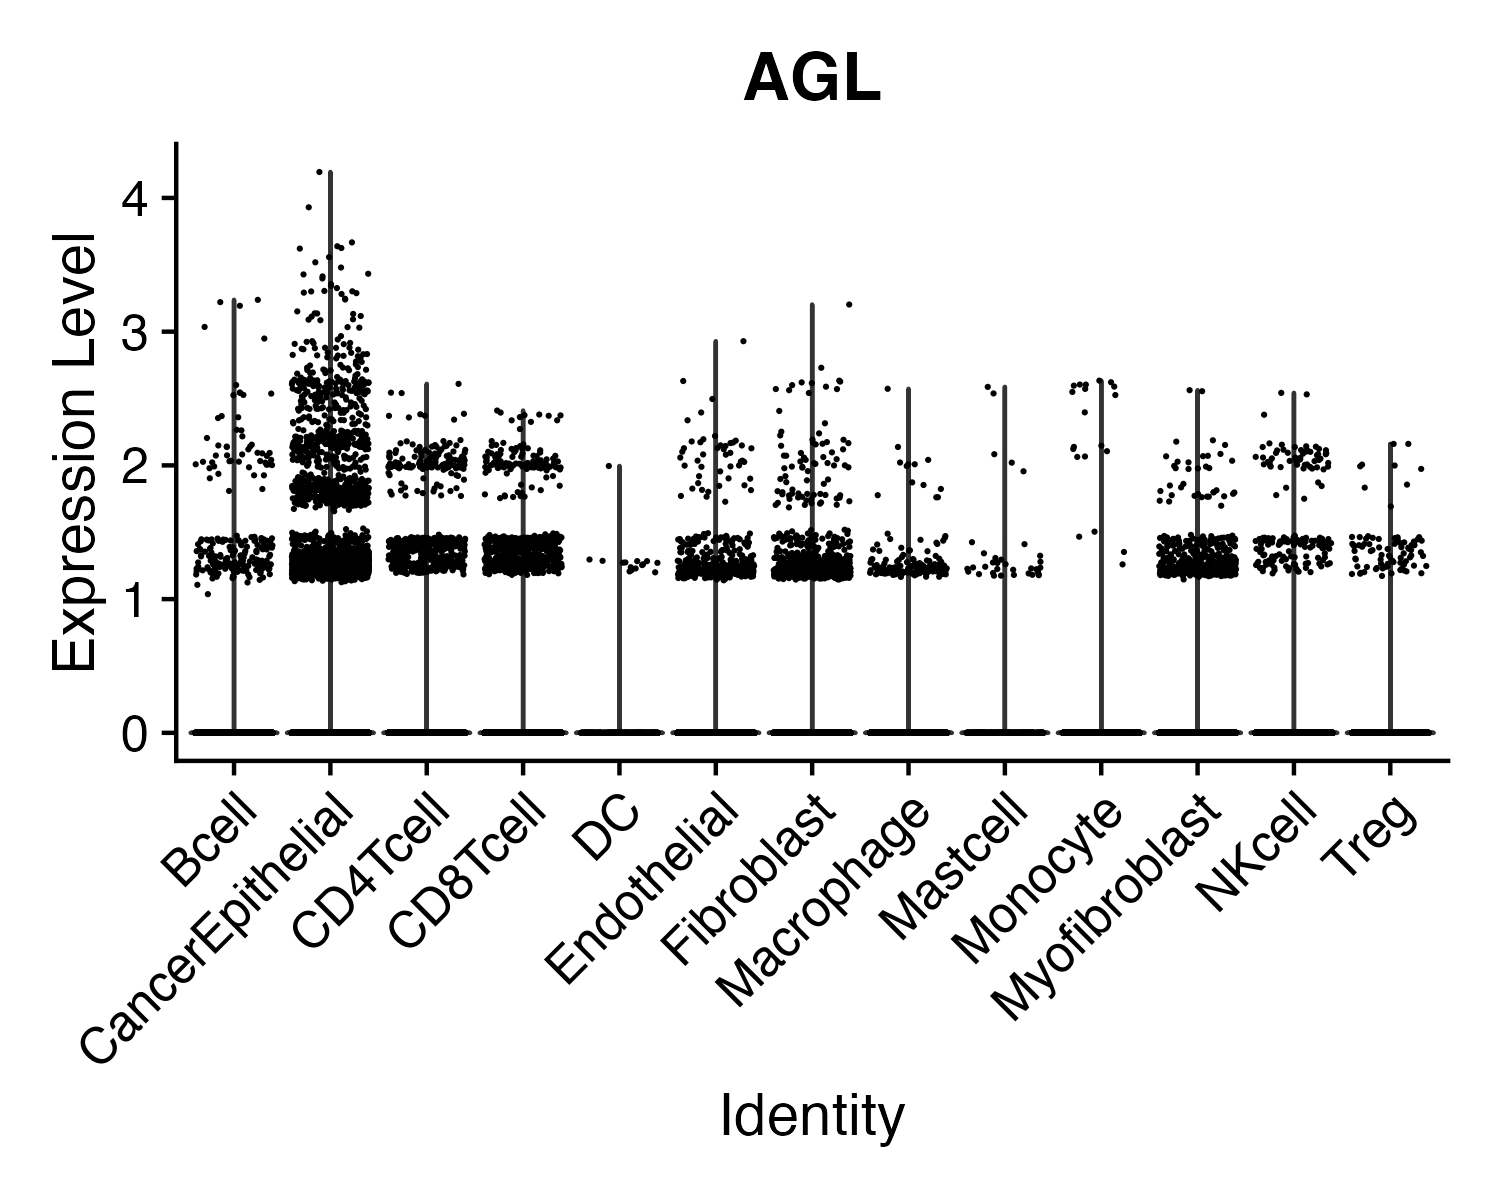 AGL
Expression Level
4
3
2
1
0
Bcell
CancerEpithelial
CD4Tcell
CD8Tcell
DC
Endothelial
Fibroblast
Macrophage
Mastcell
Monocyte
Myofibroblast
NKcell
Treg
Identity